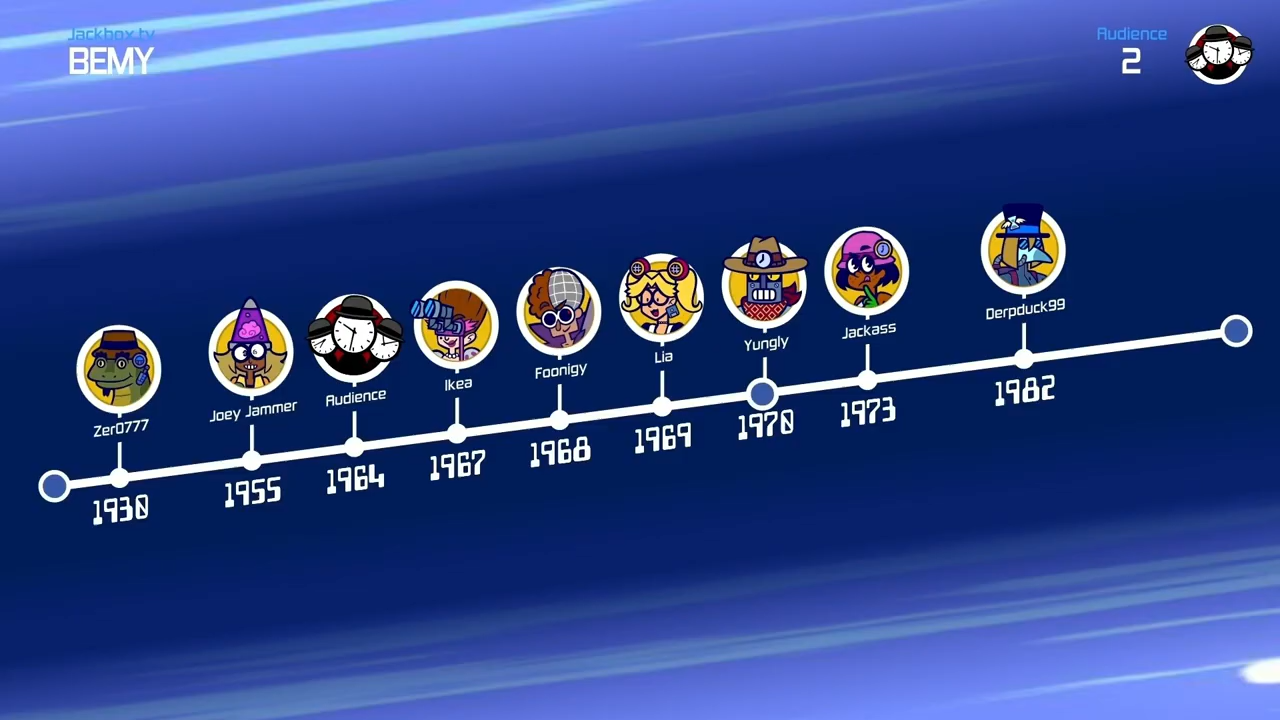 Jackbox.tv
BEMY
Audience
2
Zer0777
Joey Jammer
Audience
Ikea
Foonigy
Lia
Yungly
Jackass
Derpduck99
1930
1955
1964
1967
1968
1969
1970
1973
1982